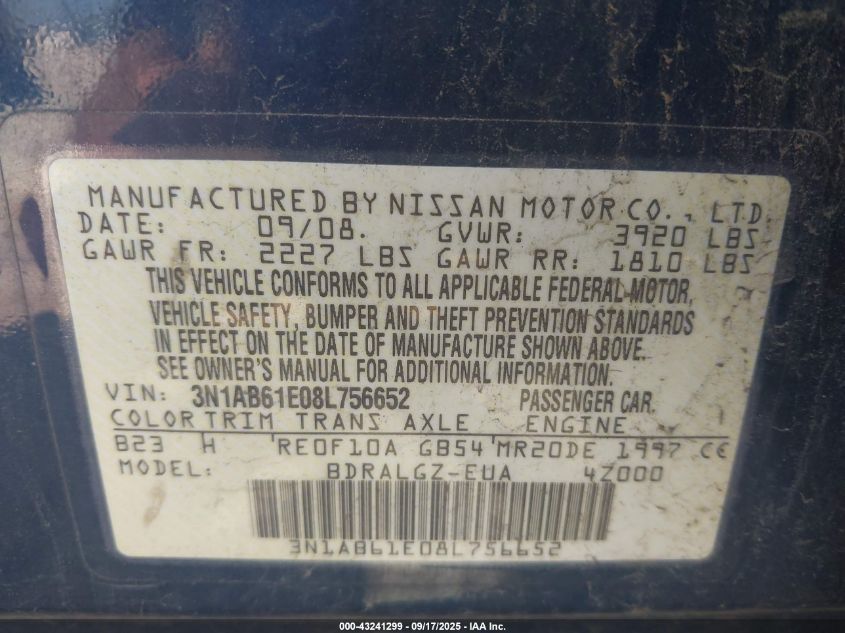 MANUFACTURED BY NISSAN MOTOR CO., LTD.
DATE: 09/08. GVWR: 3920 LBS
GAWR FR: 2227 LBS GAWR RR: 1810 LBS
THIS VEHICLE CONFORMS TO ALL APPLICABLE FEDERAL MOTOR,
VEHICLE SAFETY, BUMPER AND THEFT PREVENTION STANDARDS
IN EFFECT ON THE DATE OF MANUFACTURE SHOWN ABOVE.
SEE OWNER'S MANUAL FOR ADDITIONAL INFORMATION.
VIN: 3N1AB61E08L756652 PASSENGER CAR.
COLOR TRIM TRANS AXLE ENGINE
B23 H RE0F10A GB54 MR20DE 1997 CC
MODEL: BDRALGZ-EUA 4Z000
3N1AB61E08L756652
000-43241299 - 09/17/2025 - IAA Inc.